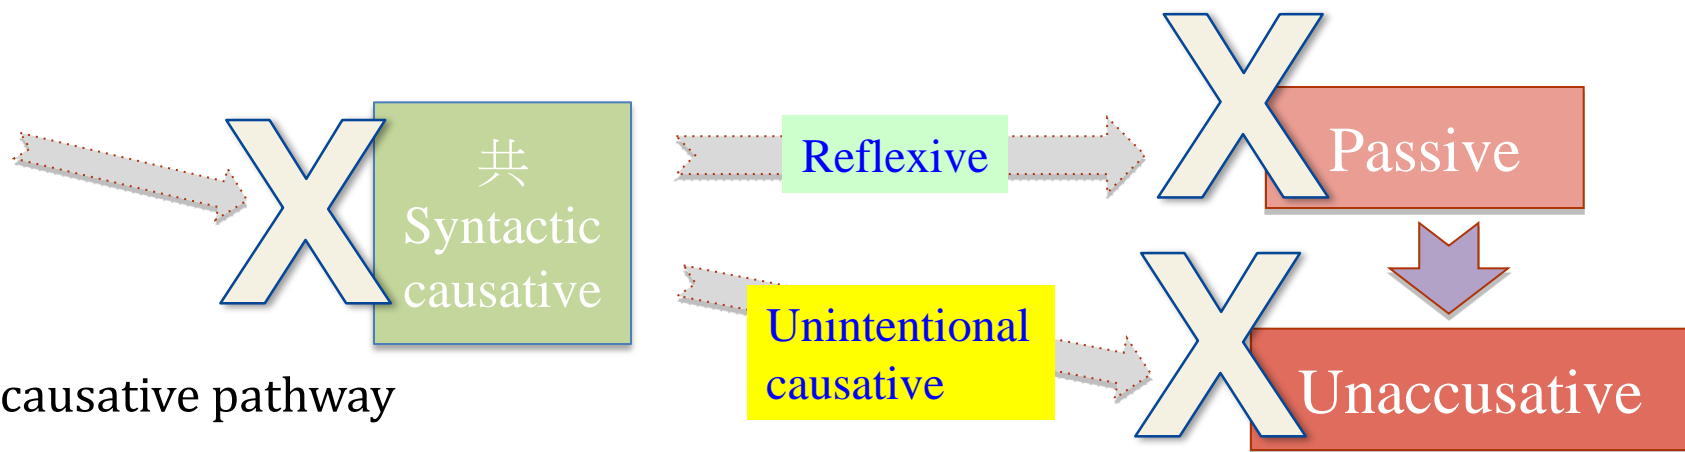 共
Syntactic
causative
Reflexive
Passive
Unintentional
causative
Unaccusative
causative pathway